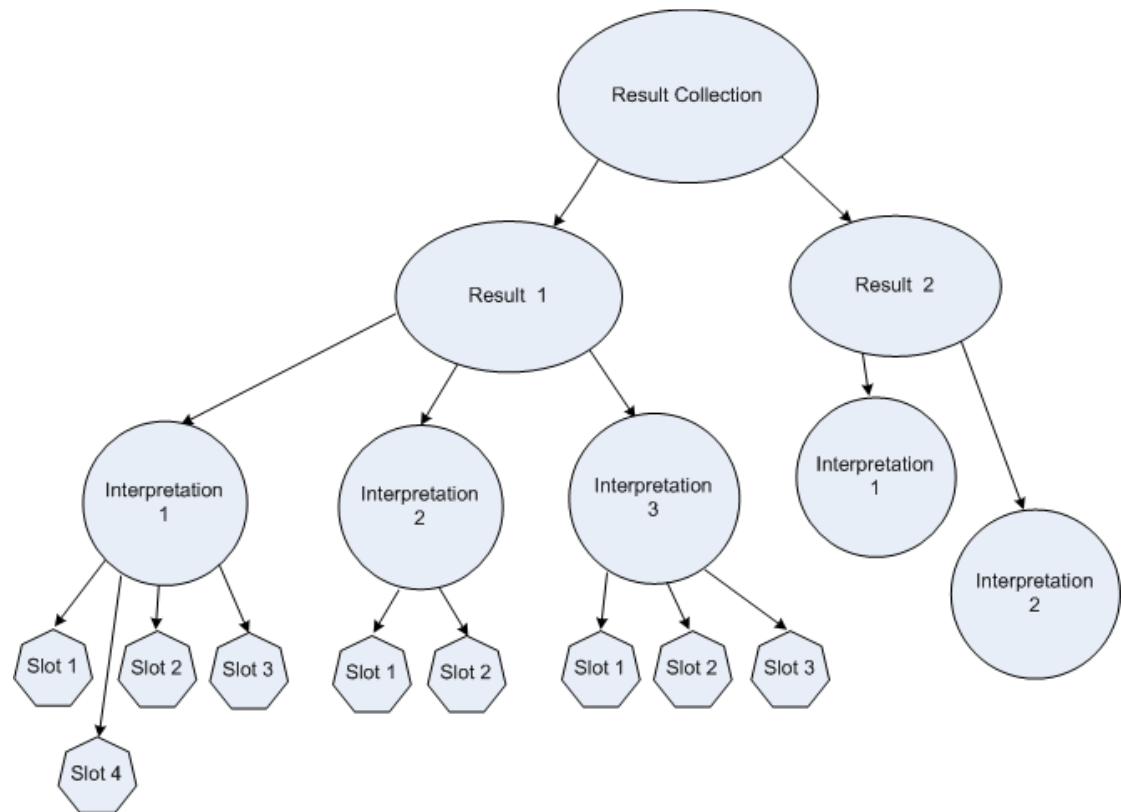 Result Collection
Result 1
Result 2
Interpretation
1
Interpretation
2
Interpretation
3
Interpretation
1
Interpretation
2
Slot 1
Slot 2
Slot 3
Slot 1
Slot 2
Slot 1
Slot 2
Slot 3
Slot 4